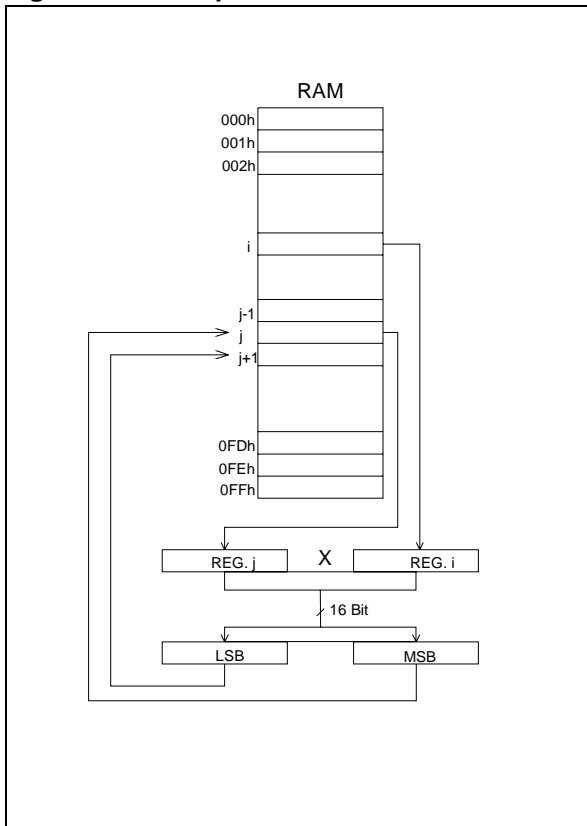 RAM
000h
001h
002h
i
j-1
j
j+1
0FDh
0FEh
0FFh
REG. j X REG. i
16 Bit
LSB MSB